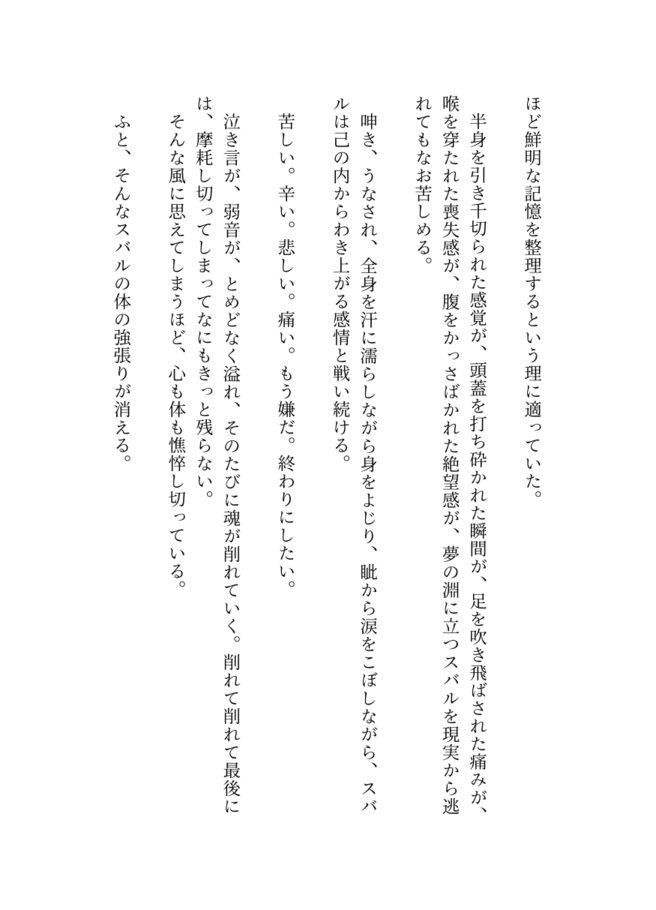 ほど鮮明な記憶を整理するという理に適っていた。
　半身を引き千切られた感覚が、頭蓋を打ち砕かれた瞬間が、足を吹き飛ばされた痛みが、
喉を穿たれた喪失感が、腹をかっさばかれた絶望感が、夢の淵に立つスバルを現実から逃
れてもなお苦しめる。
　呻き、うなされ、全身を汗に濡らしながら身をよじり、眦から涙をこぼしながら、スバ
ルは己の内からわき上がる感情と戦い続ける。
　苦しい。辛い。悲しい。痛い。もう嫌だ。終わりにしたい。
　泣き言が、弱音が、とめどなく溢れ、そのたびに魂が削れていく。削れて削れて最後に
は、摩耗し切ってしまってなにもきっと残らない。
　そんな風に思えてしまうほど、心も体も憔悴し切っている。
　ふと、そんなスバルの体の強張りが消える。